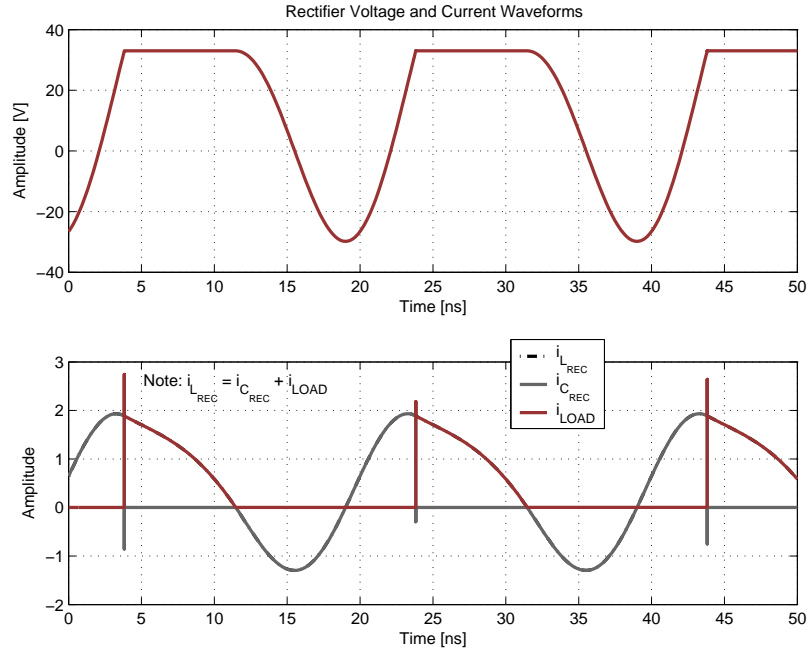 Rectifier Voltage and Current Waveforms
40
20
0
−20
−40
Amplitude [V]
0 5 10 15 20 25 30 35 40 45 50
Time [ns]
3
2
1
0
−1
−2
Amplitude
Note: i_L_REC = i_C_REC + i_LOAD
i_L_REC
i_C_REC
i_LOAD
0 5 10 15 20 25 30 35 40 45 50
Time [ns]